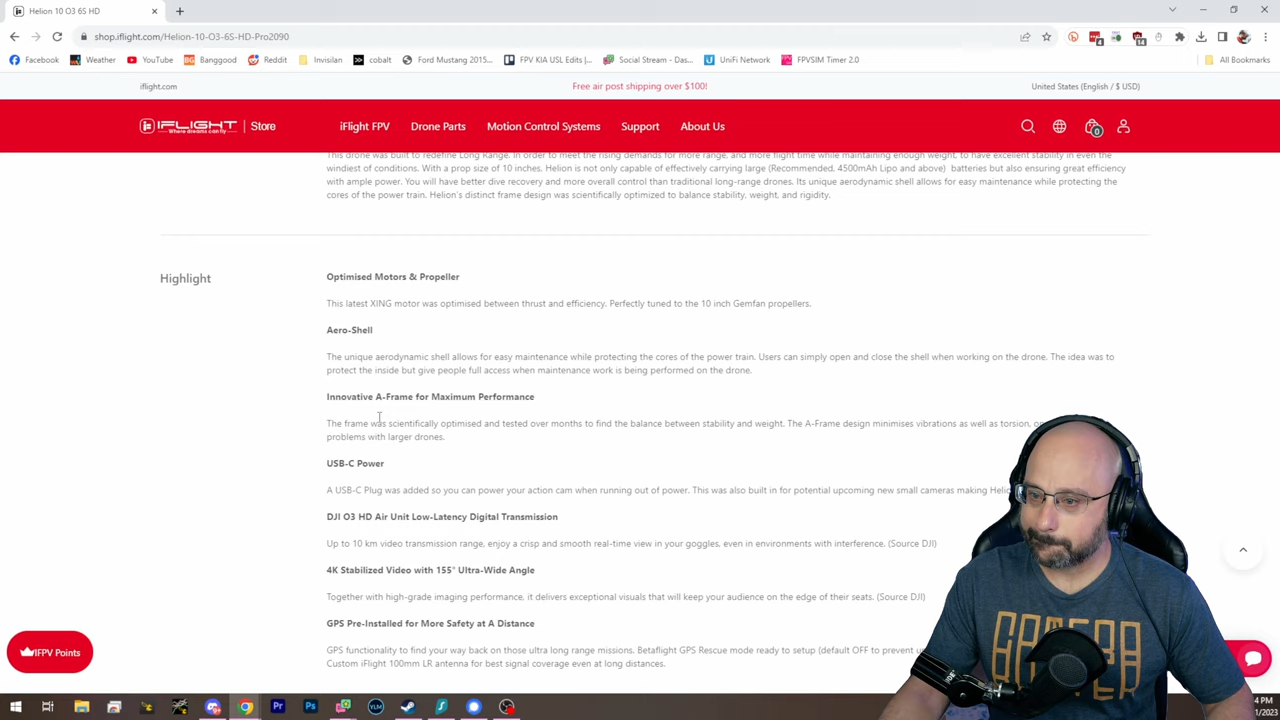 Helion 10 O3 6S HD
shop.iflight.com/Helion-10-O3-6S-HD-Pro2090
4
14
Facebook
Weather
YouTube
Banggood
Reddit
Invisilan
cobalt
Ford Mustang 2015...
FPV KIA USL Edits |...
Social Stream - Das...
UniFi Network
FPVSIM Timer 2.0
All Bookmarks
iflight.com
Free air post shipping over $100!
United States (English / $ USD)
IFLIGHT
Where dreams can fly
Store
iFlight FPV
Drone Parts
Motion Control Systems
Support
About Us
0
This drone was built to redefine Long Range. In order to meet the rising demands for more range, and more flight time while maintaining enough weight, to have excellent stability in even the
windiest of conditions. With a prop size of 10 inches. Helion is not only capable of effectively carrying large (Recommended, 4500mAh Lipo and above) batteries but also ensuring great efficiency
with ample power. You will have better dive recovery and more overall control than traditional long-range drones. Its unique aerodynamic shell allows for easy maintenance while protecting the
cores of the power train. Helion's distinct frame design was scientifically optimized to balance stability, weight, and rigidity.
Highlight
Optimised Motors & Propeller
This latest XING motor was optimised between thrust and efficiency. Perfectly tuned to the 10 inch Gemfan propellers.
Aero-Shell
The unique aerodynamic shell allows for easy maintenance while protecting the cores of the power train. Users can simply open and close the shell when working on the drone. The idea was to
protect the inside but give people full access when maintenance work is being performed on the drone.
Innovative A-Frame for Maximum Performance
The frame was scientifically optimised and tested over months to find the balance between stability and weight. The A-Frame design minimises vibrations as well as torsion,
problems with larger drones.
USB-C Power
A USB-C Plug was added so you can power your action cam when running out of power. This was also built in for potential upcoming new small cameras making
DJI O3 HD Air Unit Low-Latency Digital Transmission
Up to 10 km video transmission range, enjoy a crisp and smooth real-time view in your goggles, even in environments with interference. (Source DJI)
4K Stabilized Video with 155° Ultra-Wide Angle
Together with high-grade imaging performance, it delivers exceptional visuals that will keep your audience on the edge of their seats. (Source DJI)
GPS Pre-Installed for More Safety at A Distance
GPS functionality to find your way back on those ultra long range missions. Betaflight GPS Rescue mode ready to setup (default OFF to prevent
Custom iFlight 100mm LR antenna for best signal coverage even at long distances.
IFPV Points
CAMERA
Pr
Ps
VLM
4 PM
1/2023